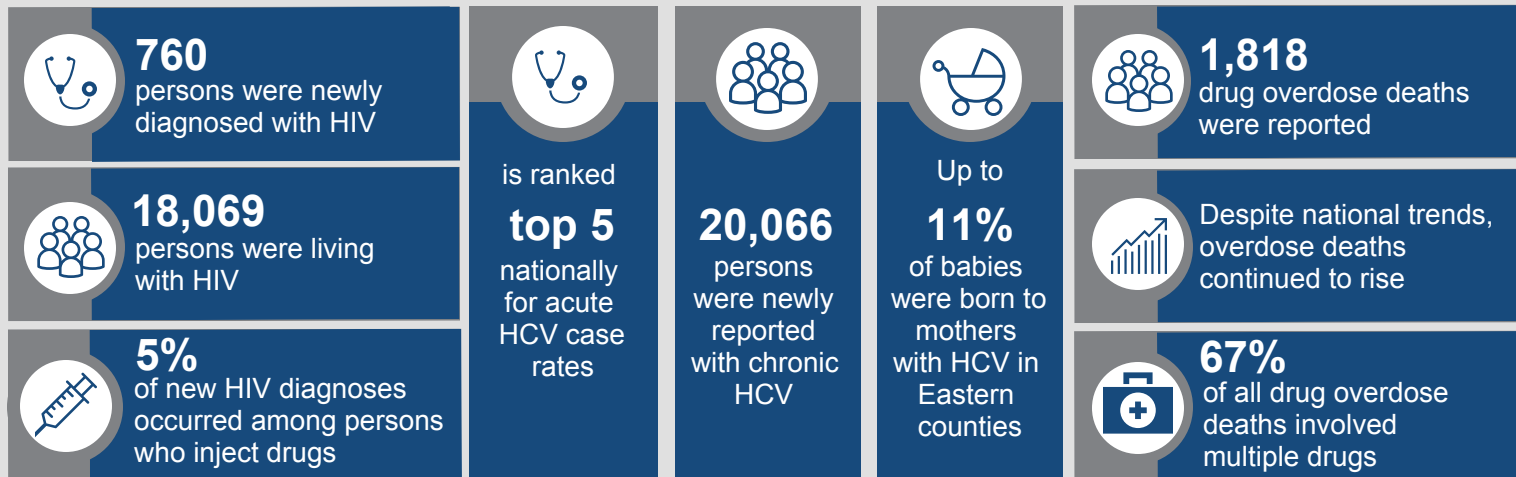 760
persons were newly
diagnosed with HIV
18,069
persons were living
with HIV
5%
of new HIV diagnoses
occurred among persons
who inject drugs
is ranked
top 5
nationally
for acute
HCV case
rates
20,066
persons
were newly
reported
with chronic
HCV
Up to
11%
of babies
were born to
mothers
with HCV in
Eastern
counties
1,818
drug overdose deaths
were reported
Despite national trends,
overdose deaths
continued to rise
67%
of all drug overdose
deaths involved
multiple drugs